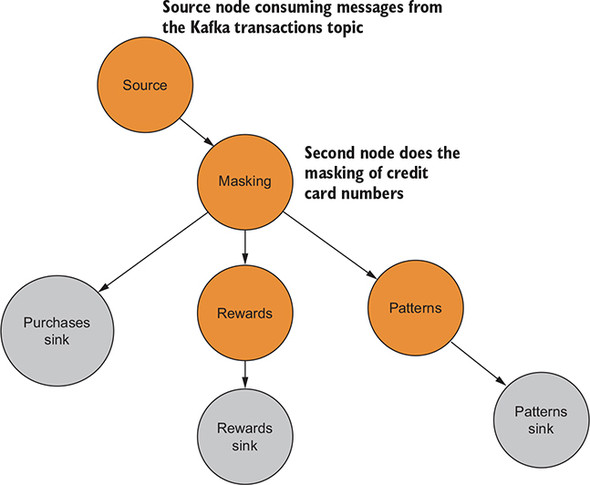 Source node consuming messages from
the Kafka transactions topic
Source
Masking
Second node does the
masking of credit
card numbers
Purchases
sink
Rewards
Patterns
Rewards
sink
Patterns
sink